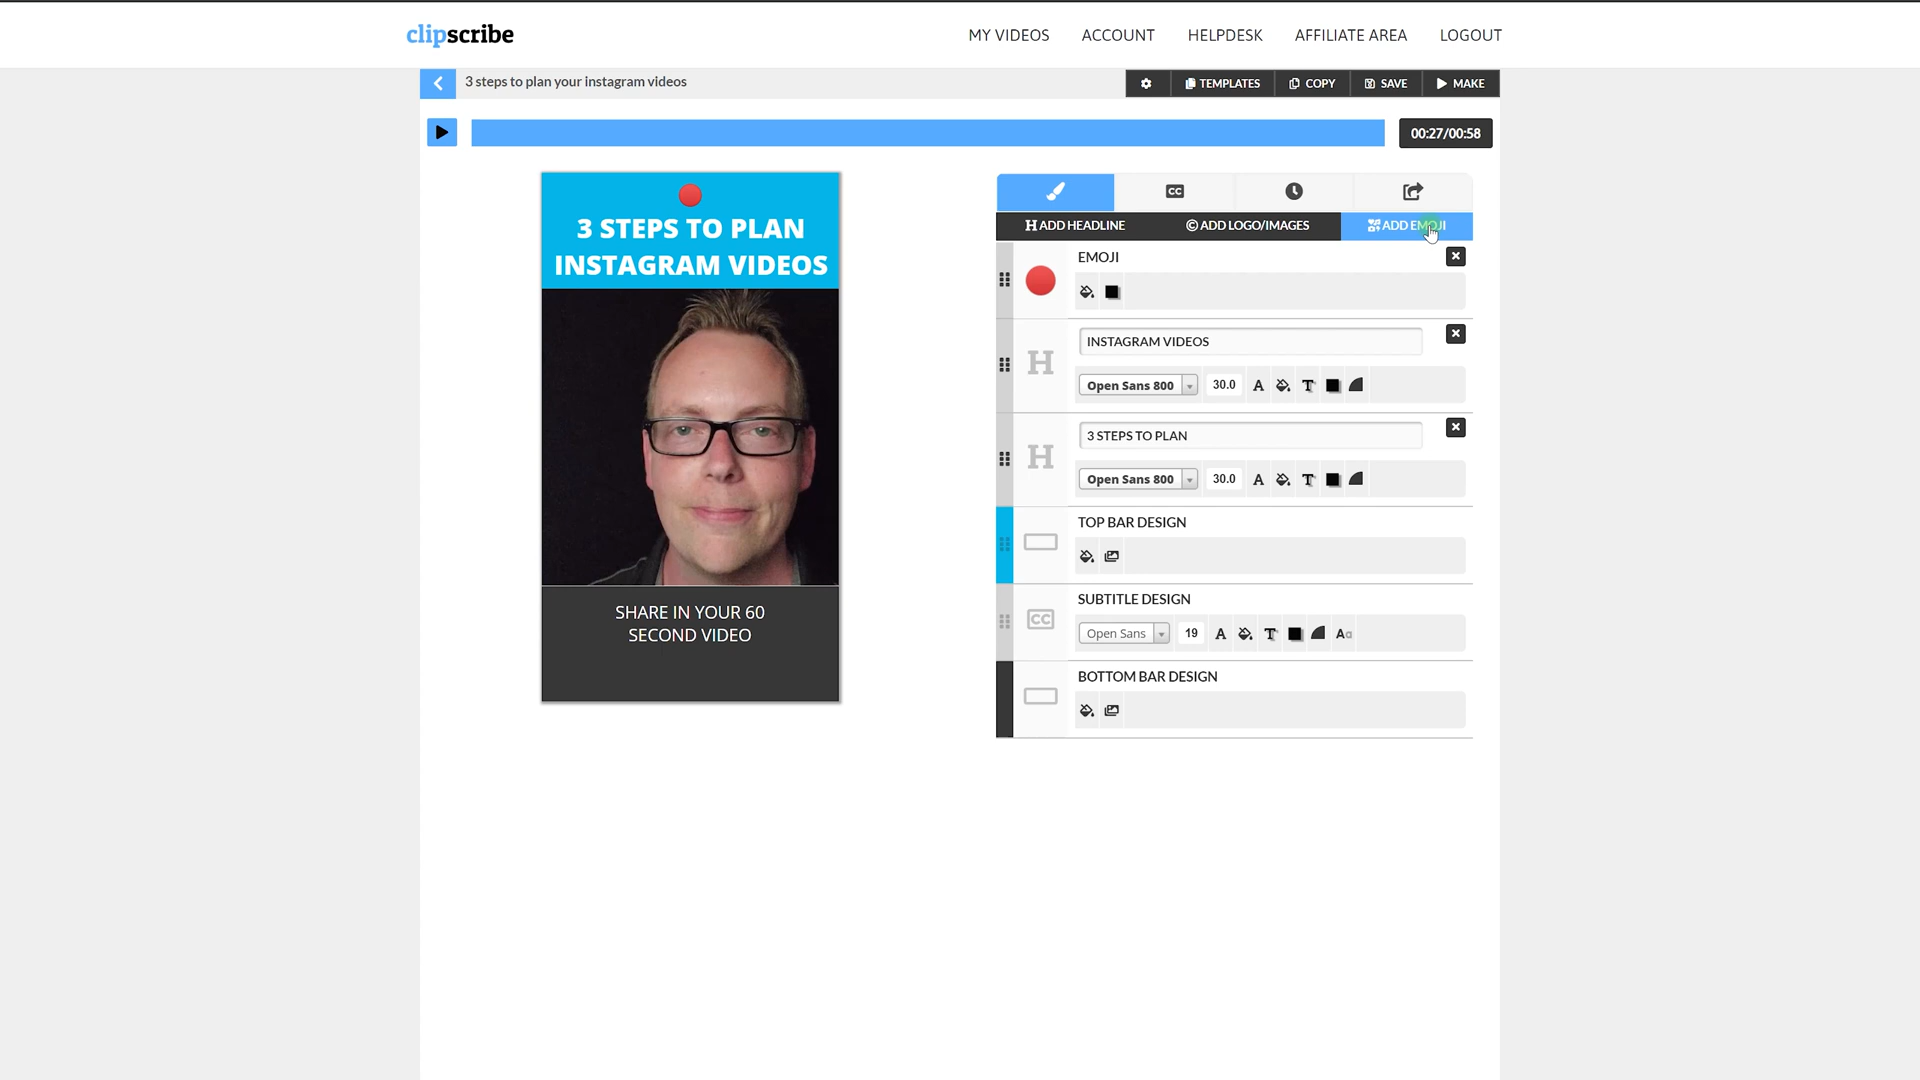 clipscribe
MY VIDEOS
ACCOUNT
HELPDESK
AFFILIATE AREA
LOGOUT
3 steps to plan your instagram videos
TEMPLATES
COPY
SAVE
MAKE
00:27/00:58
3 STEPS TO PLAN
INSTAGRAM VIDEOS
SHARE IN YOUR 60
SECOND VIDEO
CC
H ADD HEADLINE
© ADD LOGO/IMAGES
ADD EMOJI
EMOJI
H
INSTAGRAM VIDEOS
Open Sans 800
30.0
A
T
H
3 STEPS TO PLAN
Open Sans 800
30.0
A
T
TOP BAR DESIGN
CC
SUBTITLE DESIGN
Open Sans
19
A
T
Aa
BOTTOM BAR DESIGN